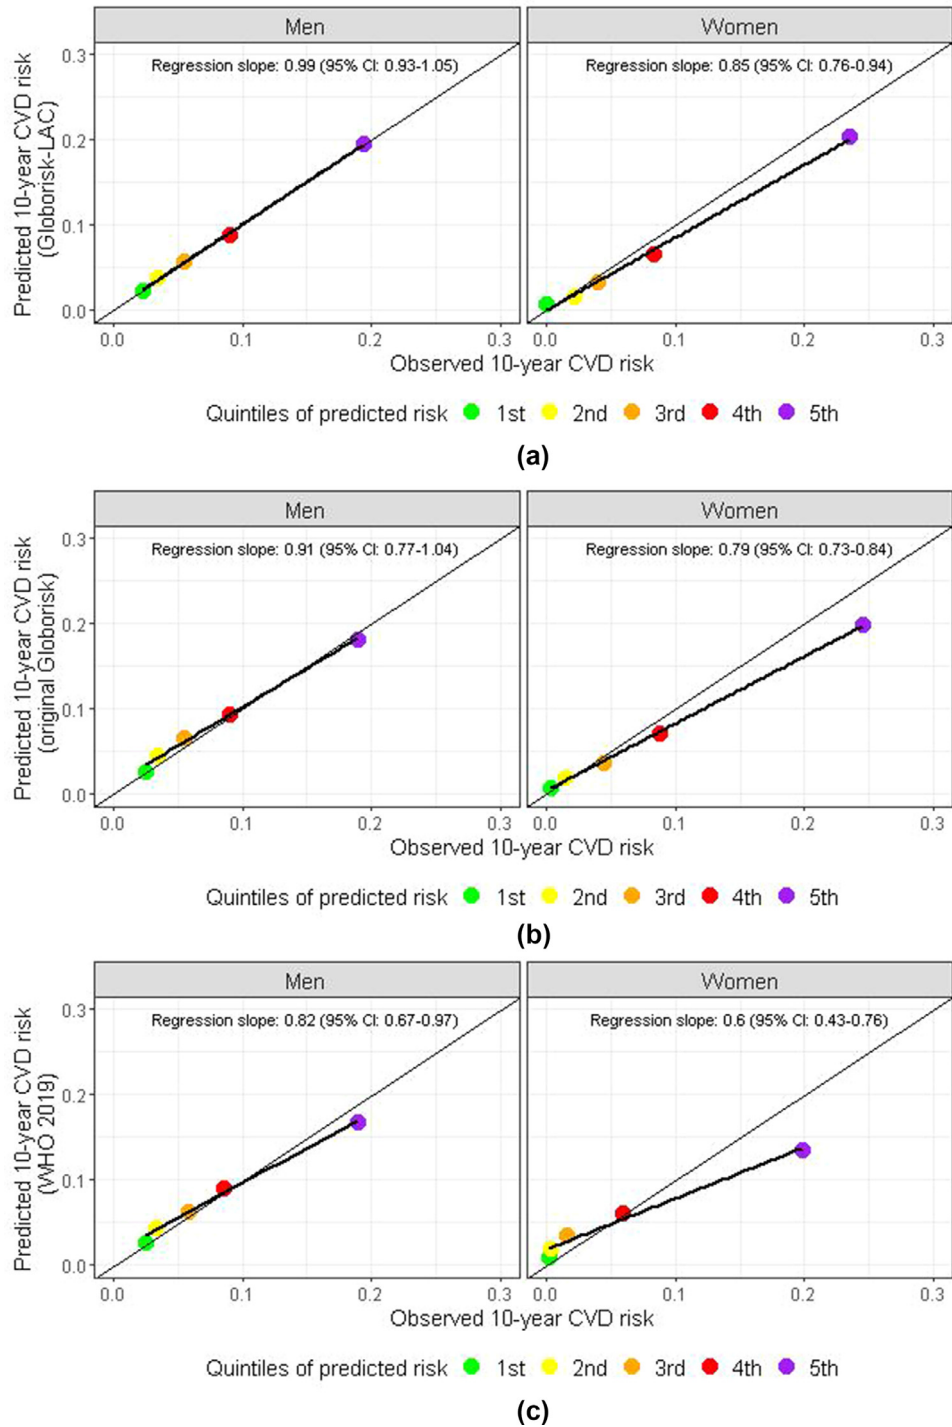 Men Women
Regression slope: 0.99 (95% CI: 0.93-1.05) Regression slope: 0.85 (95% CI: 0.76-0.94)
Predicted 10-year CVD risk
(Globorisk-LAC)
0.3
0.2
0.1
0.0
0.0 0.1 0.2 0.3 0.0 0.1 0.2 0.3
Observed 10-year CVD risk
Quintiles of predicted risk 1st 2nd 3rd 4th 5th
(a)
Men Women
Regression slope: 0.91 (95% CI: 0.77-1.04) Regression slope: 0.79 (95% CI: 0.73-0.84)
Predicted 10-year CVD risk
(original Globorisk)
0.3
0.2
0.1
0.0
0.0 0.1 0.2 0.3 0.0 0.1 0.2 0.3
Observed 10-year CVD risk
Quintiles of predicted risk 1st 2nd 3rd 4th 5th
(b)
Men Women
Regression slope: 0.82 (95% CI: 0.67-0.97) Regression slope: 0.6 (95% CI: 0.43-0.76)
Predicted 10-year CVD risk
(WHO 2019)
0.3
0.2
0.1
0.0
0.0 0.1 0.2 0.3 0.0 0.1 0.2 0.3
Observed 10-year CVD risk
Quintiles of predicted risk 1st 2nd 3rd 4th 5th
(c)